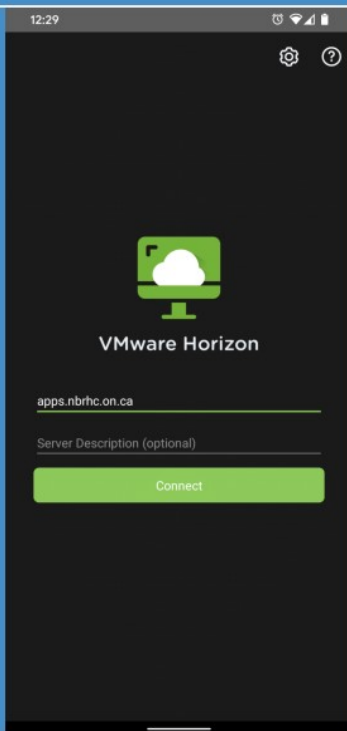 12:29
VMware Horizon
apps.nbrhc.on.ca
Server Description (optional)
Connect